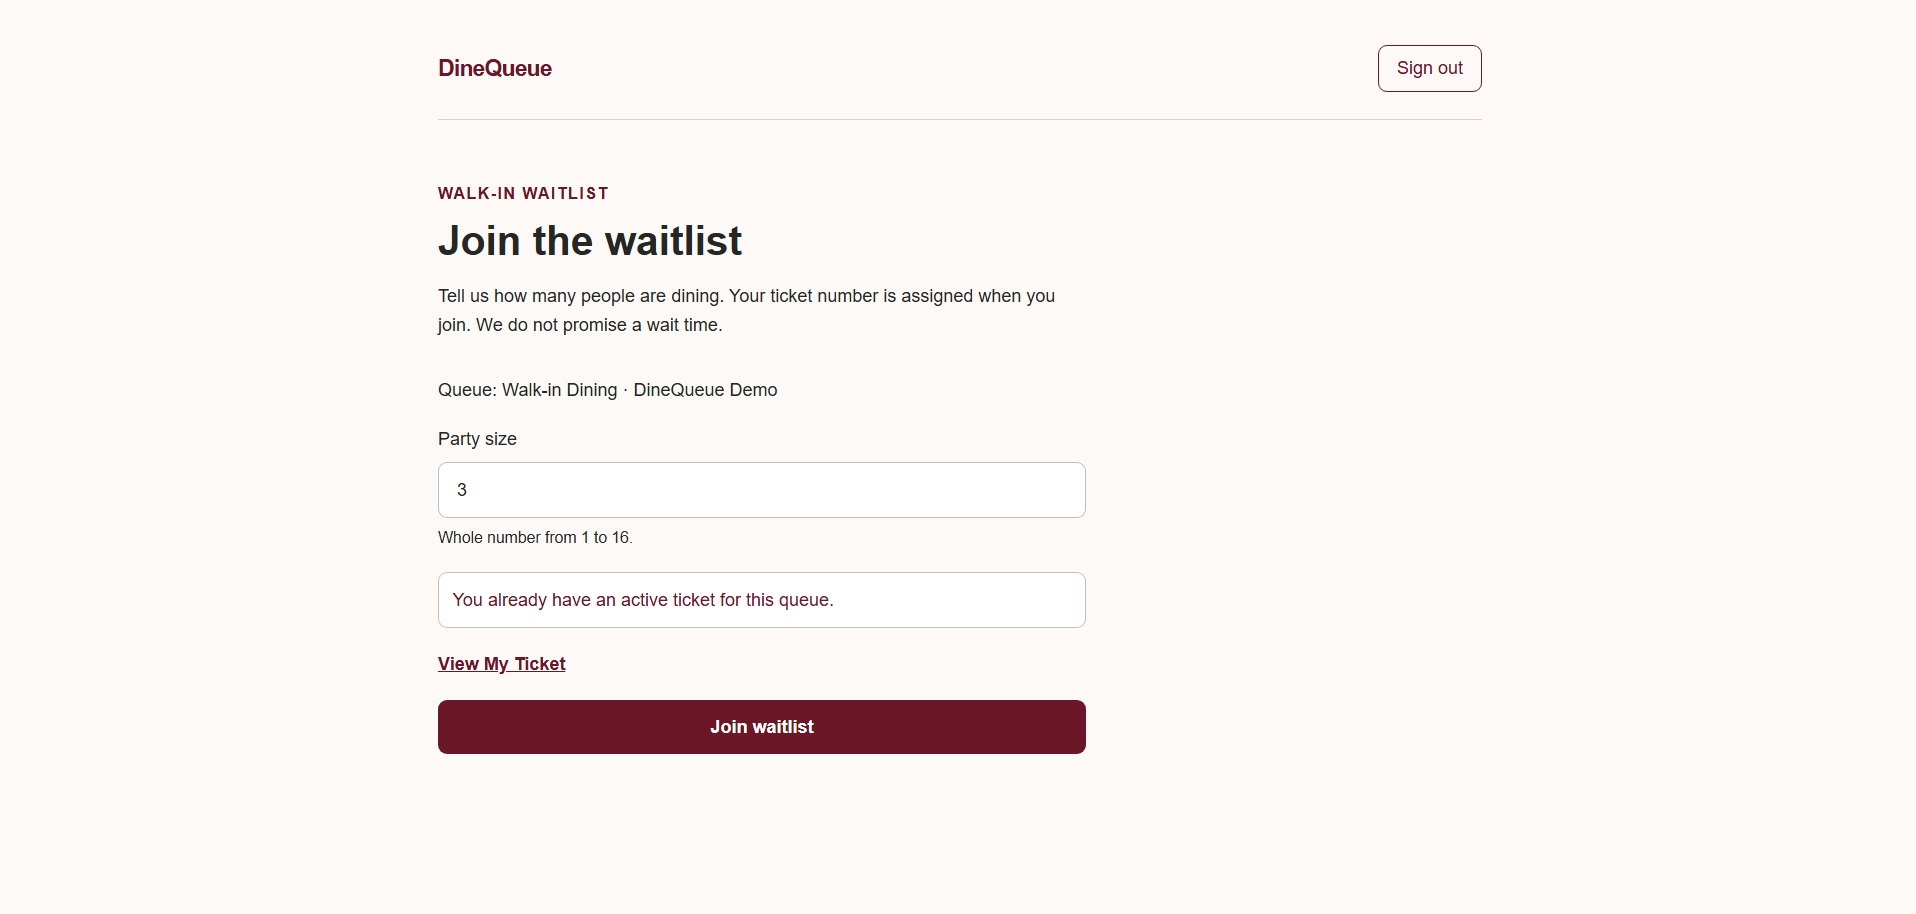 DineQueue
Sign out
WALK-IN WAITLIST
Join the waitlist
Tell us how many people are dining. Your ticket number is assigned when you
join. We do not promise a wait time.
Queue: Walk-in Dining · DineQueue Demo
Party size
3
Whole number from 1 to 16.
You already have an active ticket for this queue.
View My Ticket
Join waitlist